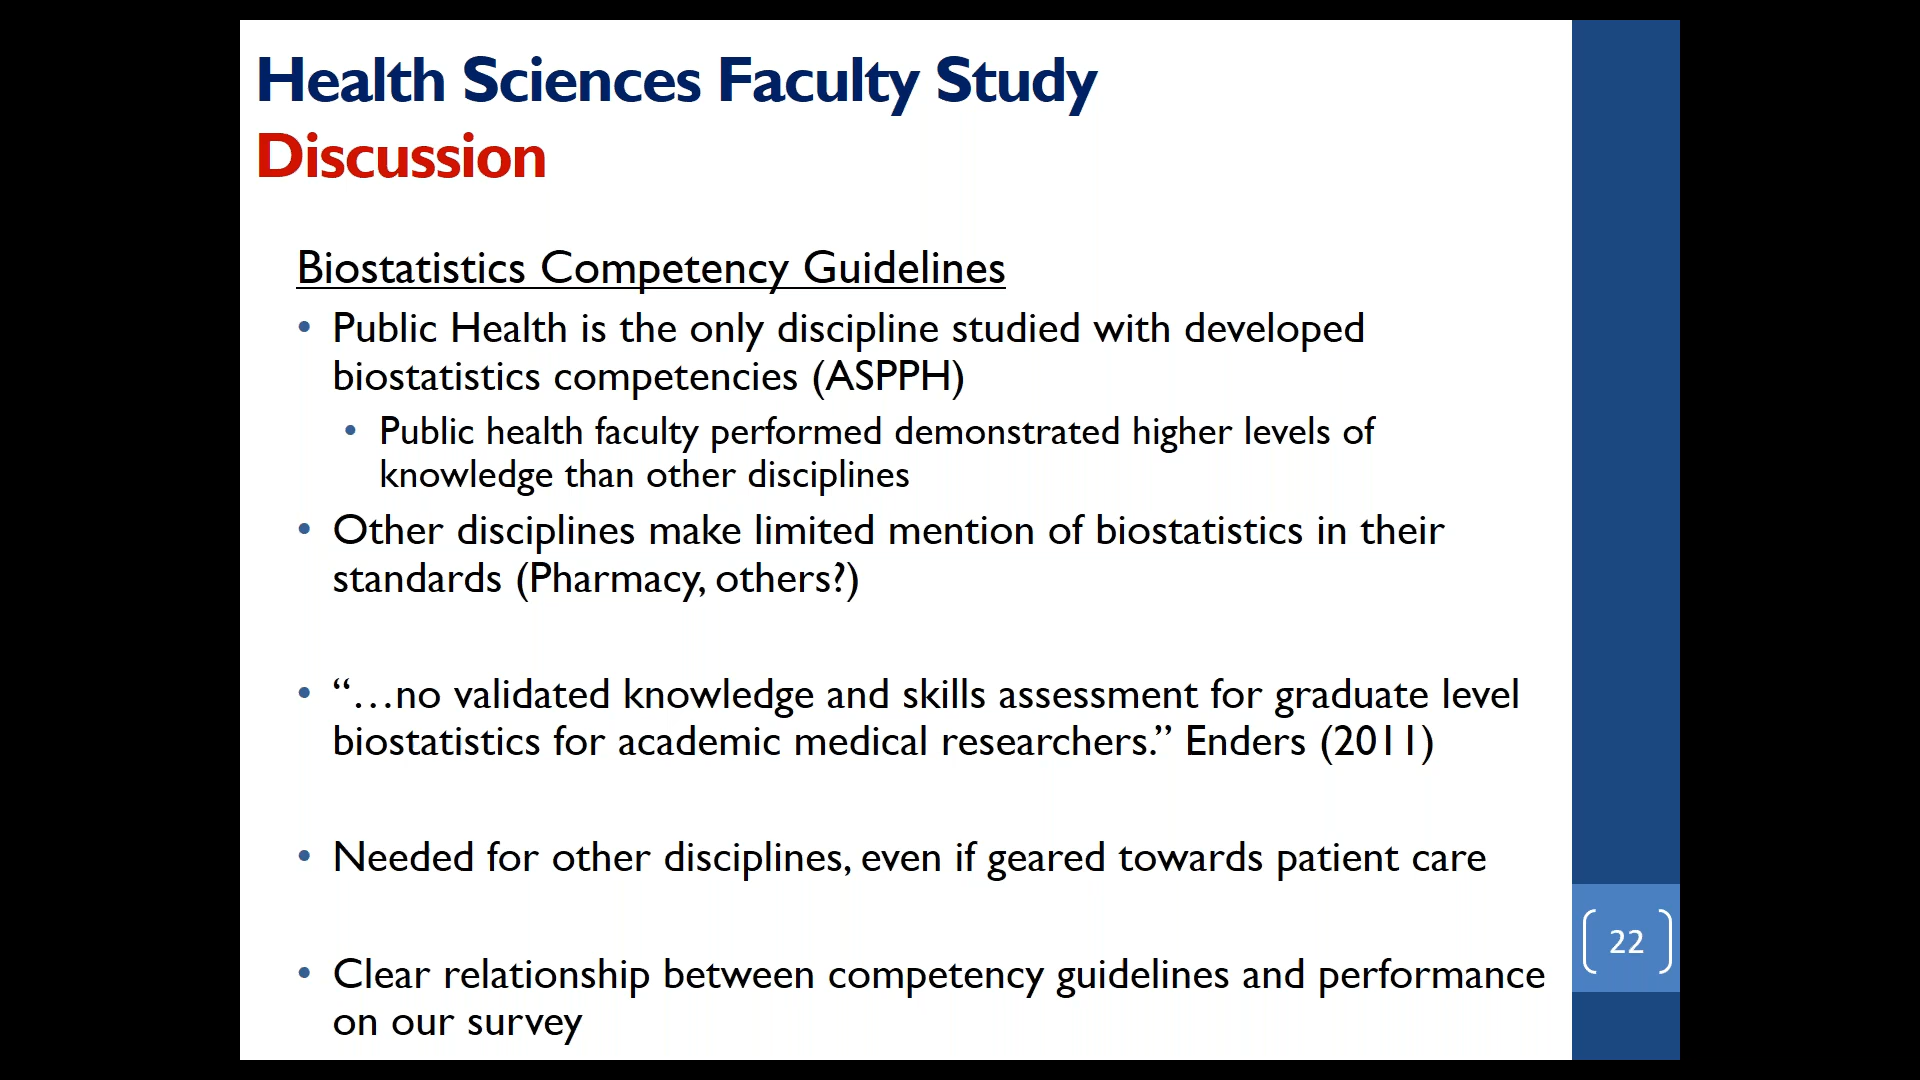 Health Sciences Faculty Study
Discussion
Biostatistics Competency Guidelines
• Public Health is the only discipline studied with developed
biostatistics competencies (ASPPH)
• Public health faculty performed demonstrated higher levels of
knowledge than other disciplines
• Other disciplines make limited mention of biostatistics in their
standards (Pharmacy, others?)
• “…no validated knowledge and skills assessment for graduate level
biostatistics for academic medical researchers.” Enders (2011)
• Needed for other disciplines, even if geared towards patient care
• Clear relationship between competency guidelines and performance
on our survey
22